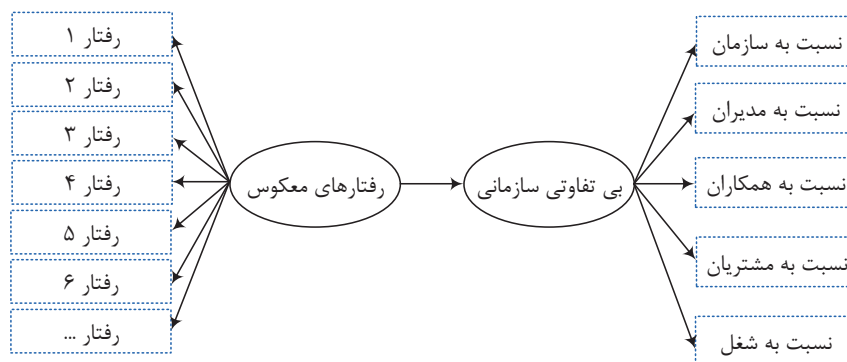 رفتار ۱
رفتار ۲
رفتار ۳
رفتار ۴
رفتار ۵
رفتار ۶
رفتار ...
رفتارهای معکوس
بی تفاوتی سازمانی
نسبت به سازمان
نسبت به مدیران
نسبت به همکاران
نسبت به مشتریان
نسبت به شغل